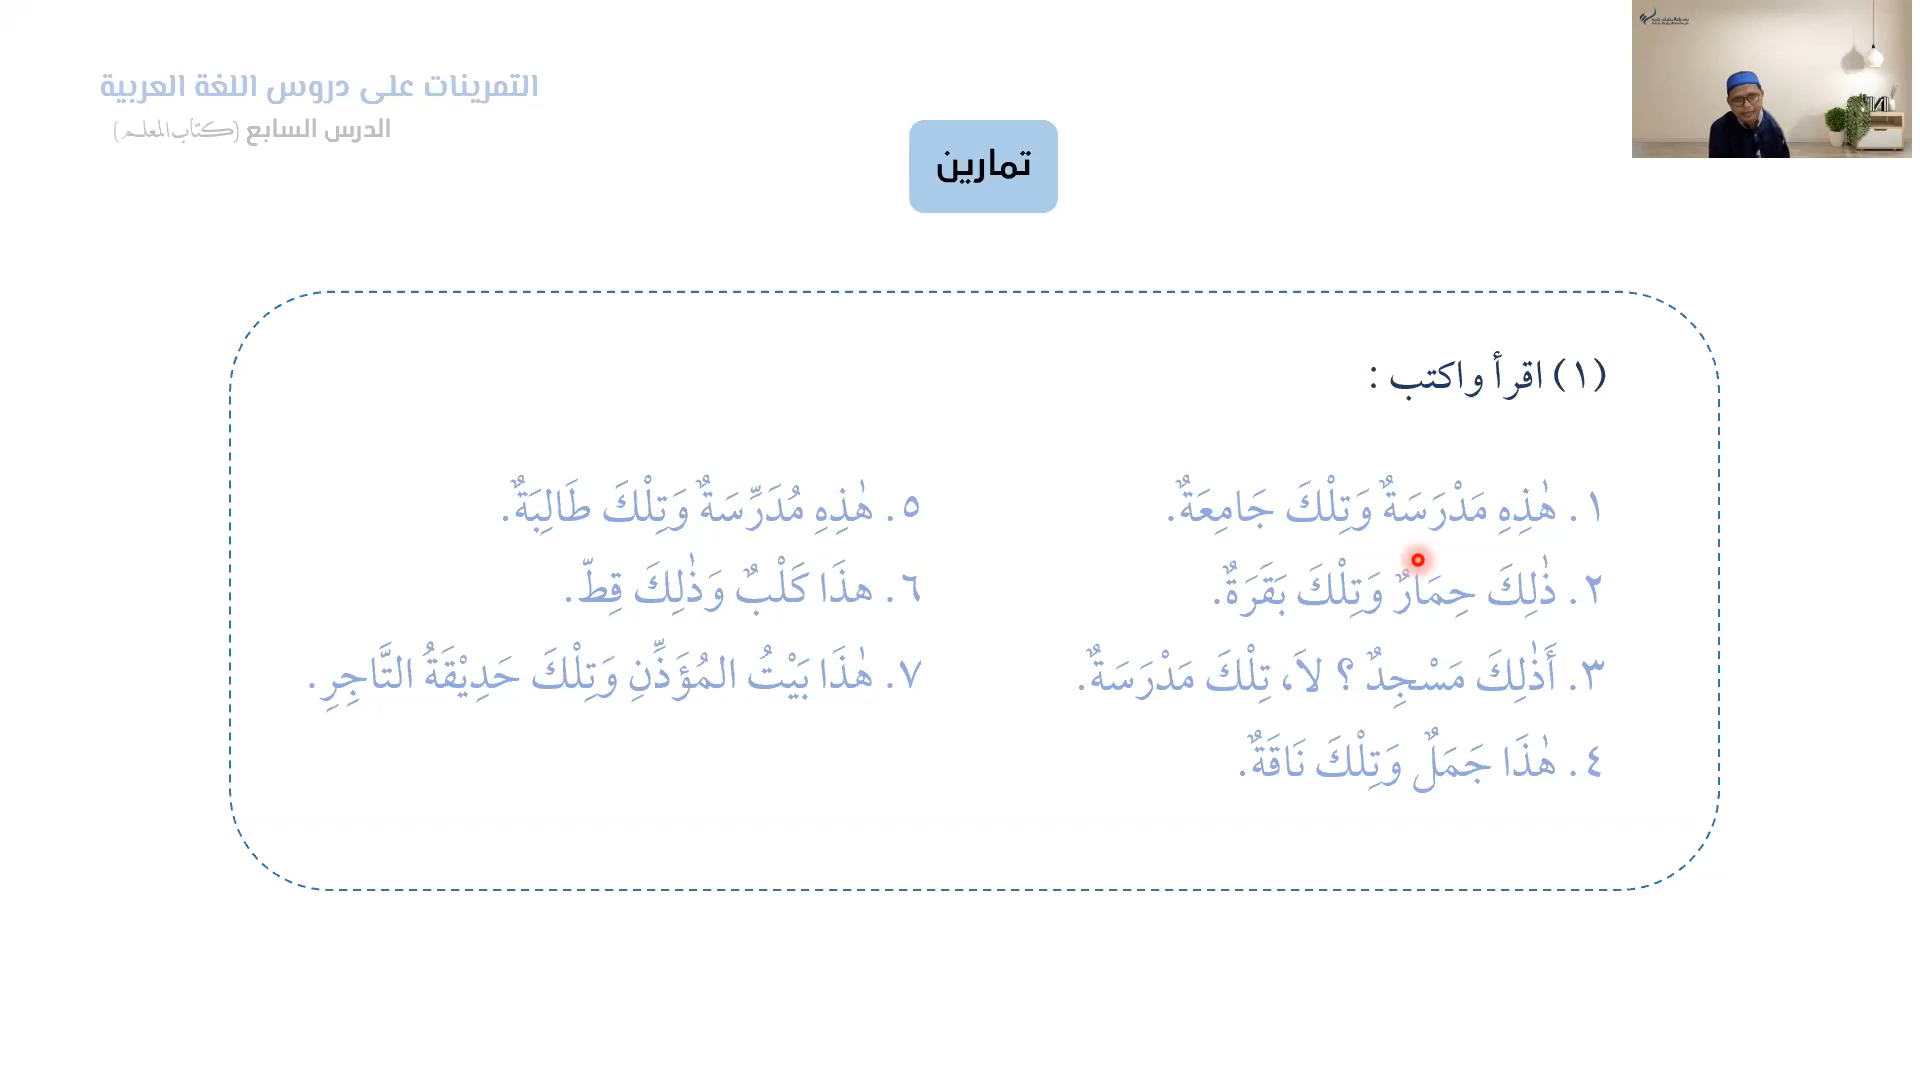 التمرينات على دروس اللغة العربية
الدرس السابع (كتاب المعلم)
تمارين
(١) اقرأ واكتب :
١. هٰذِهِ مَدْرَسَةٌ وَتِلْكَ جَامِعَةٌ.
٢. ذٰلِكَ حِمَارٌ وَتِلْكَ بَقَرَةٌ.
٣. أَذٰلِكَ مَسْجِدٌ ؟ لاَ، تِلْكَ مَدْرَسَةٌ.
٤. هٰذَا جَمَلٌ وَتِلْكَ نَاقَةٌ.
٥. هٰذِهِ مُدَرِّسَةٌ وَتِلْكَ طَالِبَةٌ.
٦. هذَا كَلْبٌ وَذٰلِكَ قِطّ.
٧. هٰذَا بَيْتُ المُؤَذِّنِ وَتِلْكَ حَدِيْقَةُ التَّاجِرِ.